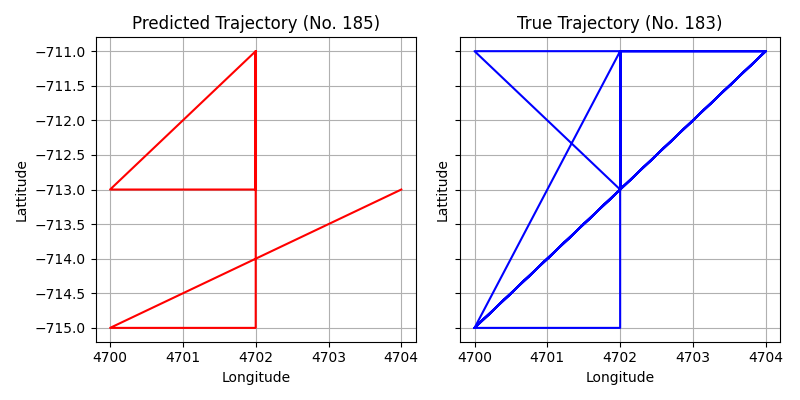 Predicted Trajectory (No. 185)
True Trajectory (No. 183)
Lattitude
−711.0
−711.5
−712.0
−712.5
−713.0
−713.5
−714.0
−714.5
−715.0
4700 4701 4702 4703 4704
Longitude
Lattitude
4700 4701 4702 4703 4704
Longitude